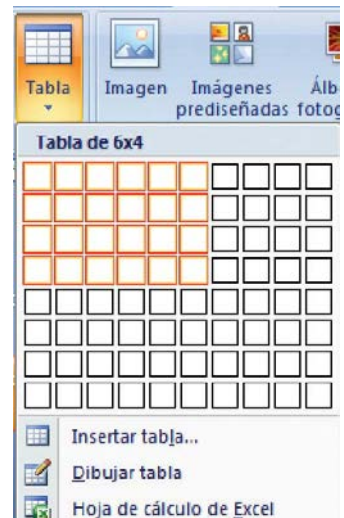 Tabla Imagen Imágenes prediseñadas Álb
fotog
Tabla de 6x4
Insertar tabla...
Dibujar tabla
Hoja de cálculo de Excel